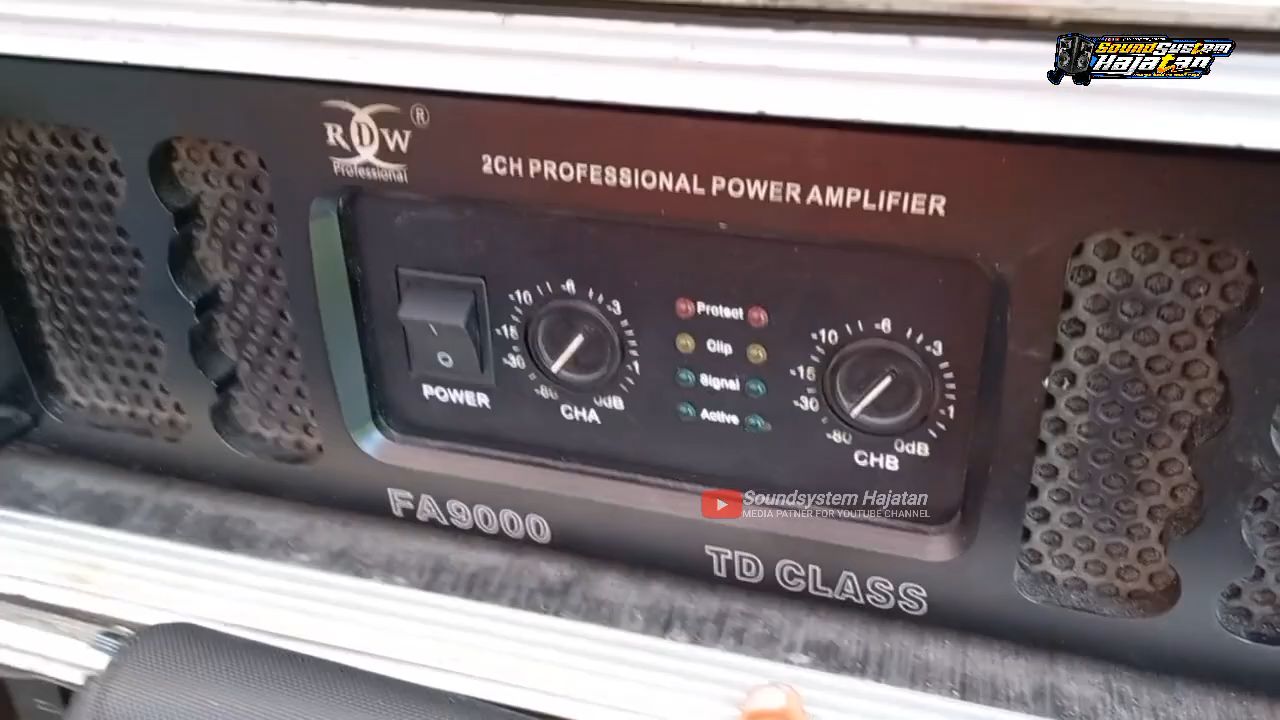 SoundSystem
Hajatan
RDW ®
Professional
2CH PROFESSIONAL POWER AMPLIFIER
-10 -6 -3
-15
-30 1
-80 0dB
CHA
I
O
POWER
Protect
Clip
Signal
Active
-10 -6 -3
-15
-30 1
-80 0dB
CHB
Soundsystem Hajatan
MEDIA PATNER FOR YOUTUBE CHANNEL
FA9000
TD CLASS